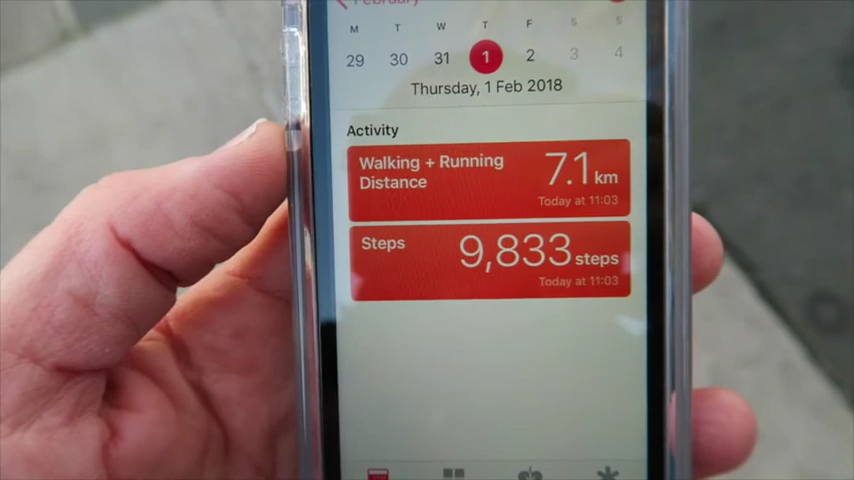 February
M T W T F S S
29 30 31 1 2 3 4
Thursday, 1 Feb 2018
Activity
Walking + Running
Distance
7.1 km
Today at 11:03
Steps
9,833 steps
Today at 11:03